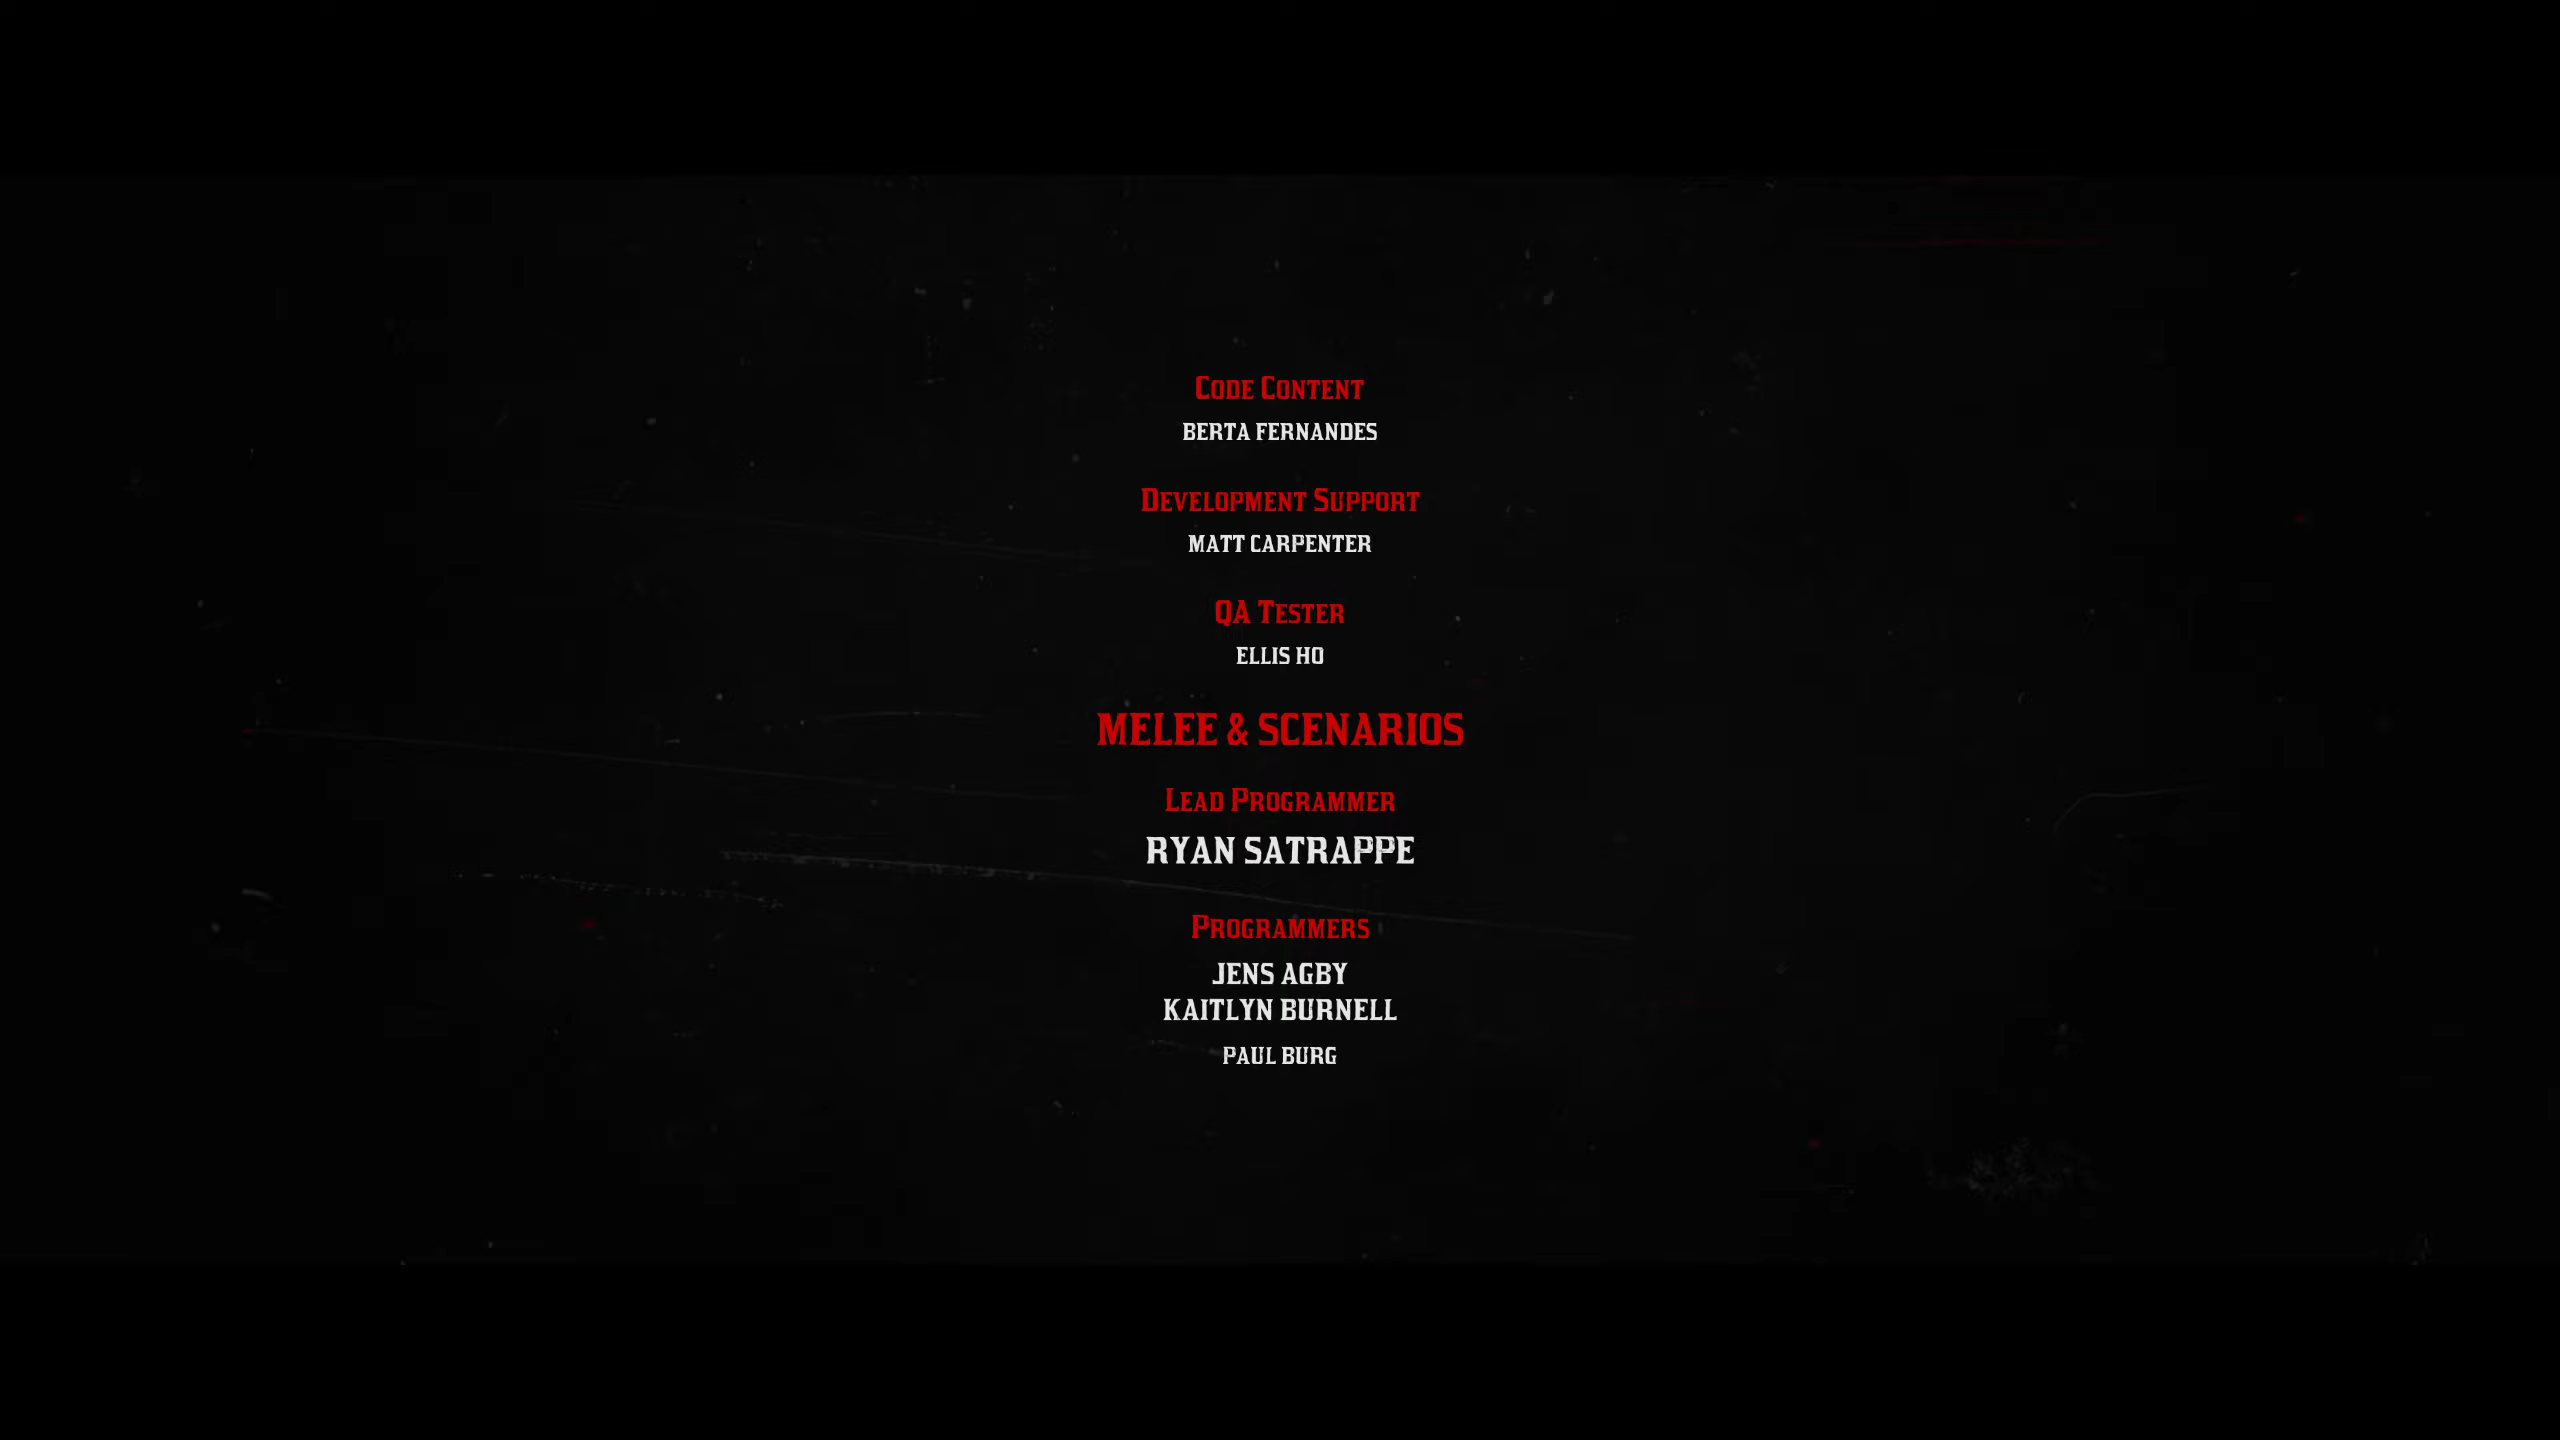 Code Content
BERTA FERNANDES
Development Support
MATT CARPENTER
QA Tester
ELLIS HO
MELEE & SCENARIOS
Lead Programmer
RYAN SATRAPPE
Programmers
JENS AGBY
KAITLYN BURNELL
PAUL BURG